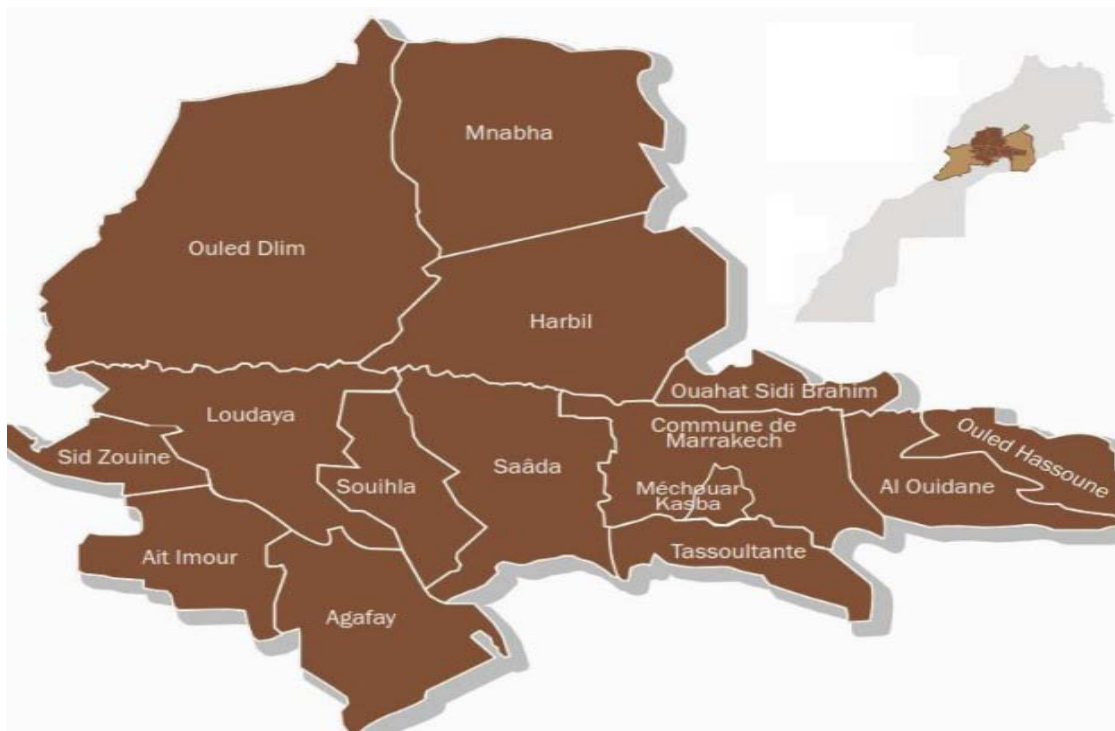 Mnabha
Ouled Dlim
Harbil
Ouahat Sidi Brahim
Loudaya
Commune de
Marrakech
Ouled Hassoune
Sid Zouine
Saâda
Souihla
Méchouar
Kasba
Al Ouidane
Ait Imour
Tassoultante
Agafay